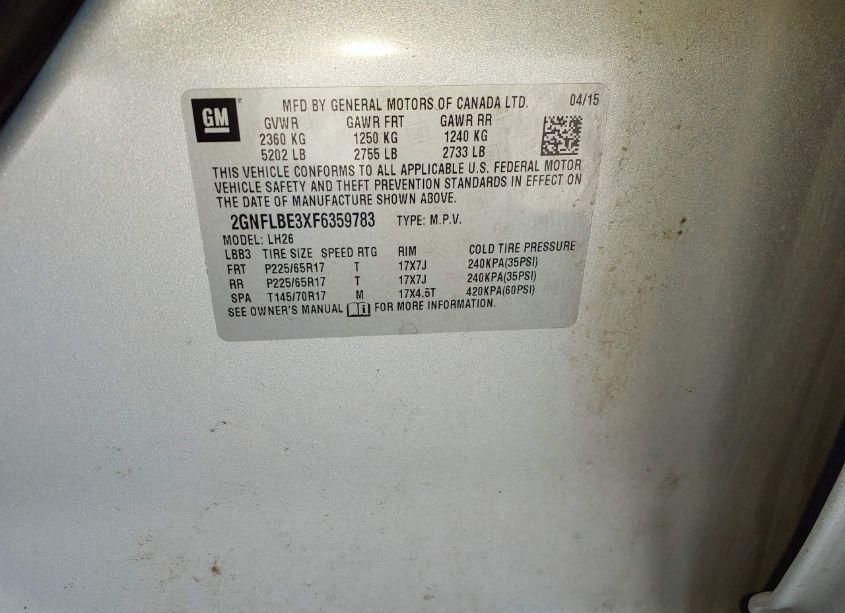 GM
MFD BY GENERAL MOTORS OF CANADA LTD. 04/15
GVWR GAWR FRT GAWR RR
2360 KG 1250 KG 1240 KG
5202 LB 2755 LB 2733 LB
THIS VEHICLE CONFORMS TO ALL APPLICABLE U.S. FEDERAL MOTOR
VEHICLE SAFETY AND THEFT PREVENTION STANDARDS IN EFFECT ON
THE DATE OF MANUFACTURE SHOWN ABOVE.
2GNFLBE3XF6359783 TYPE: M.P.V.
MODEL: LH26
LBB3 TIRE SIZE SPEED RTG RIM COLD TIRE PRESSURE
FRT P225/65R17 T 17X7J 240KPA(35PSI)
RR P225/65R17 T 17X7J 240KPA(35PSI)
SPA T145/70R17 M 17X4.5T 420KPA(60PSI)
SEE OWNER'S MANUAL FOR MORE INFORMATION.